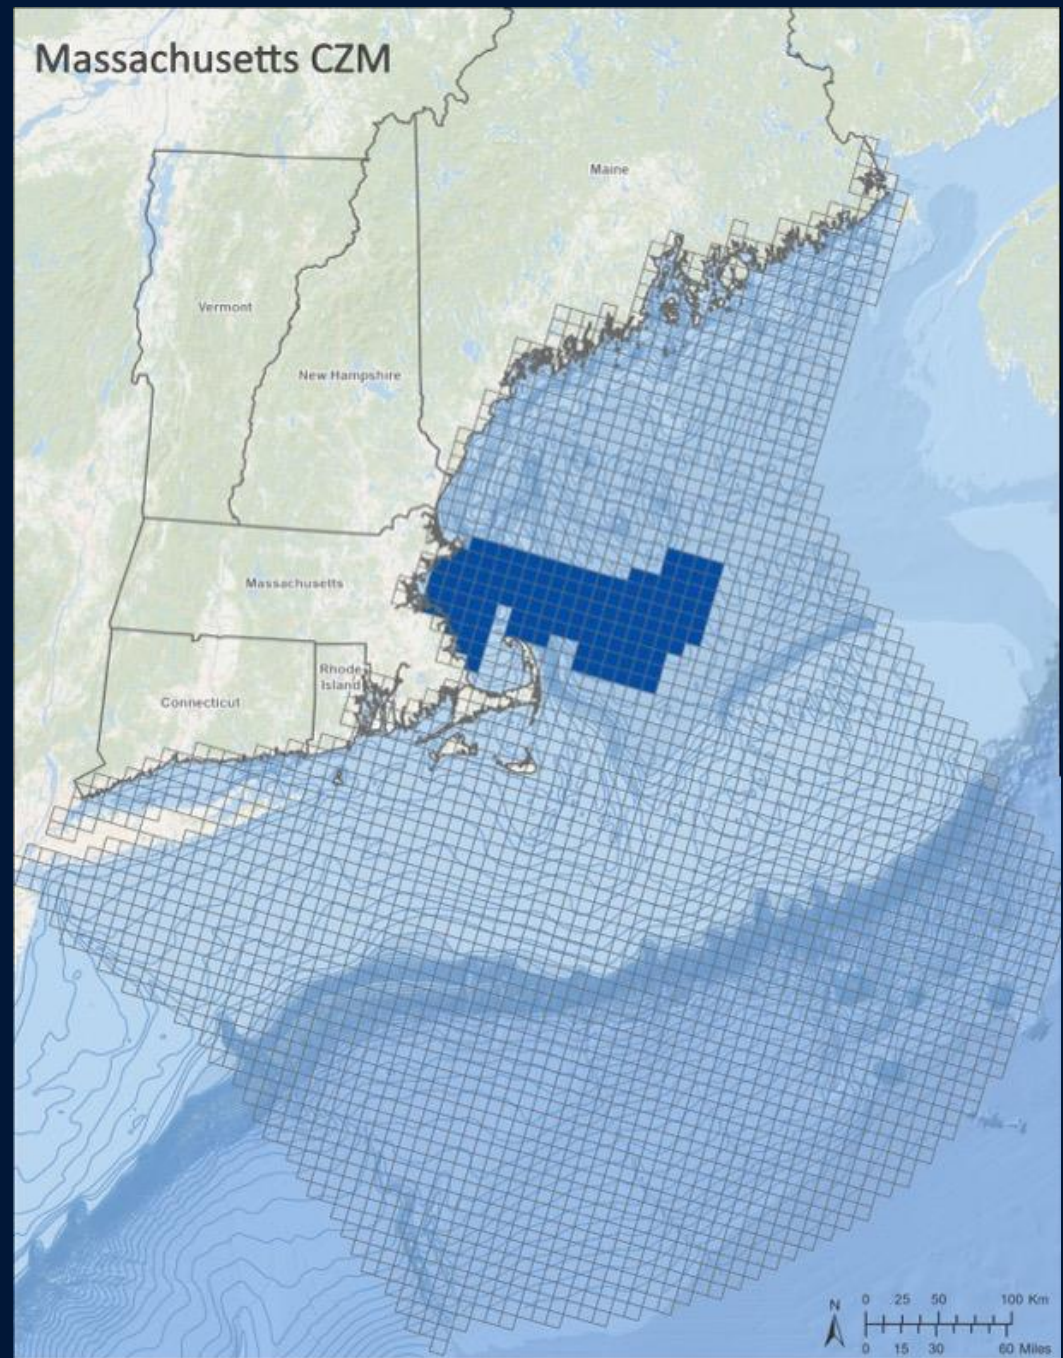 Massachusetts CZM
Maine
Vermont
New Hampshire
Massachusetts
Rhode
Island
Connecticut
N
0 25 50 100 Km
0 15 30 60 Miles